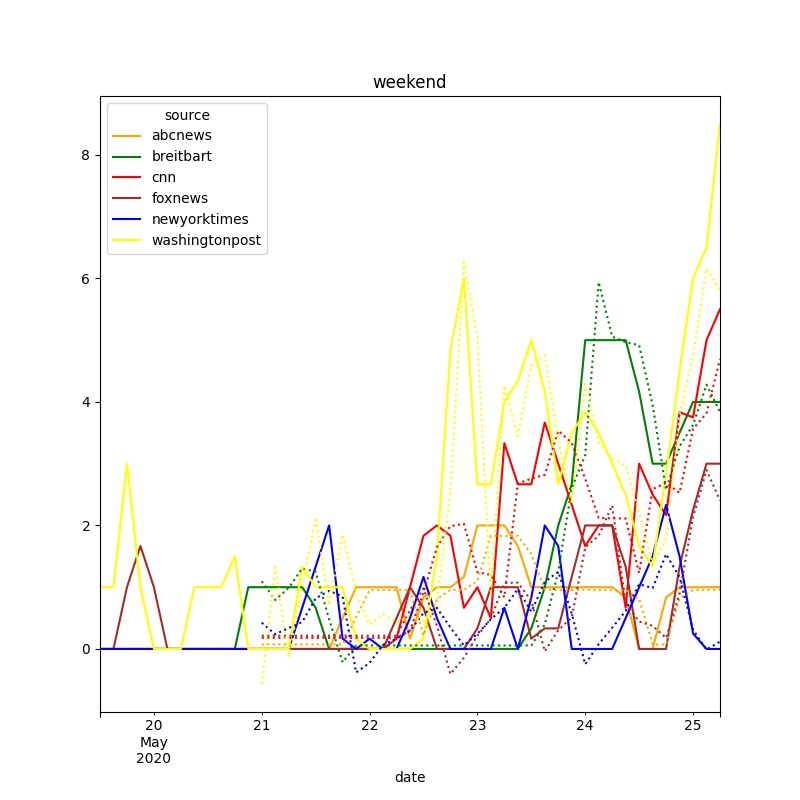 weekend
source
abcnews
breitbart
cnn
foxnews
newyorktimes
washingtonpost
8
6
4
2
0
20 21 22 23 24 25
May
2020
date